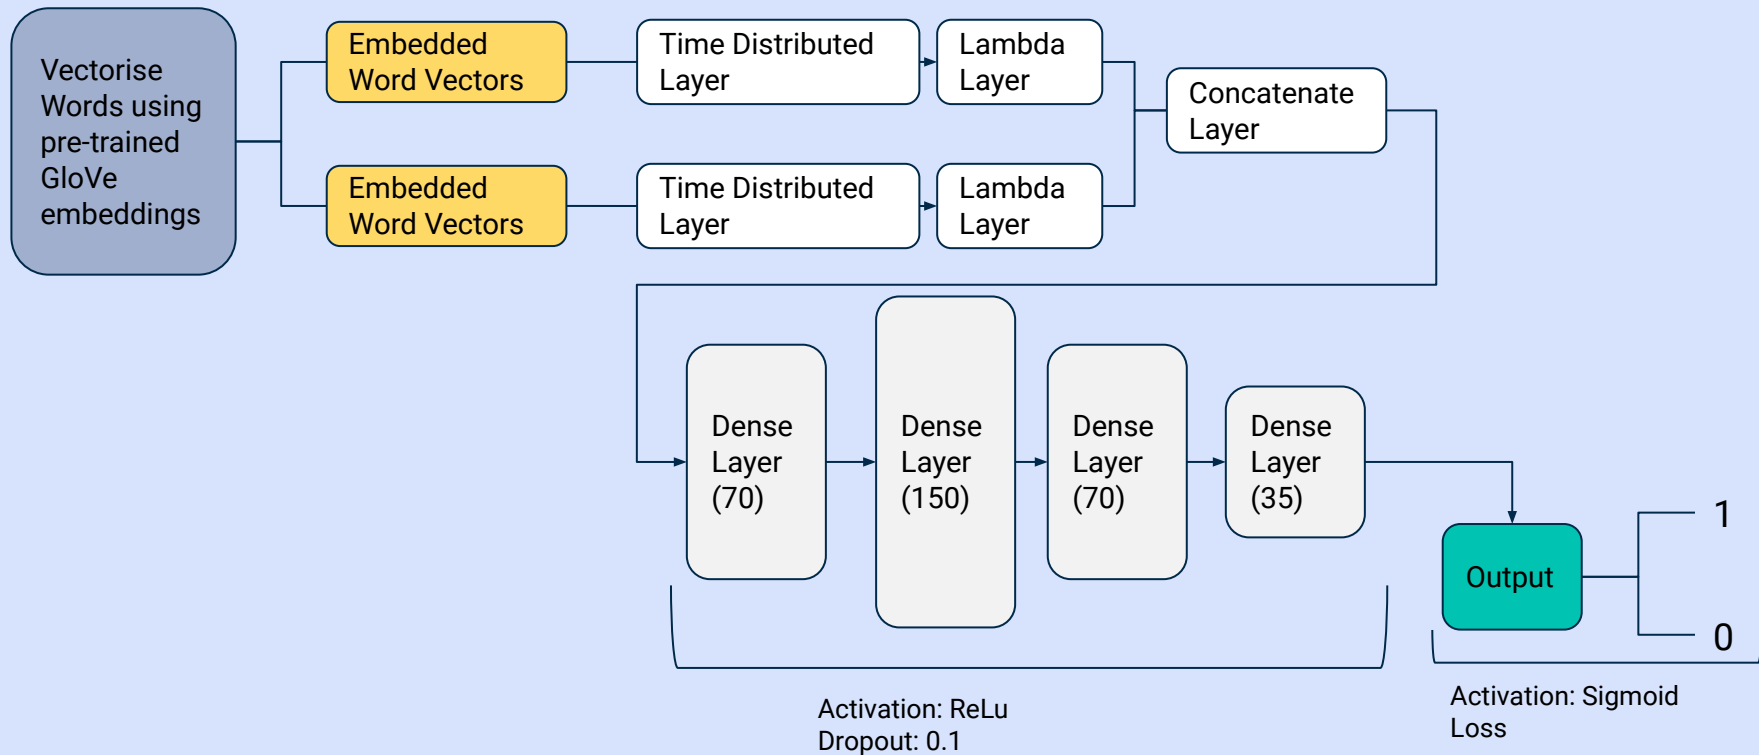 Vectorise
Words using
pre-trained
GloVe
embeddings
Embedded
Word Vectors
Time Distributed
Layer
Lambda
Layer
Embedded
Word Vectors
Time Distributed
Layer
Lambda
Layer
Concatenate
Layer
Dense
Layer
(70)
Dense
Layer
(150)
Dense
Layer
(70)
Dense
Layer
(35)
Output
1
0
Activation: ReLu
Dropout: 0.1
Activation: Sigmoid
Loss